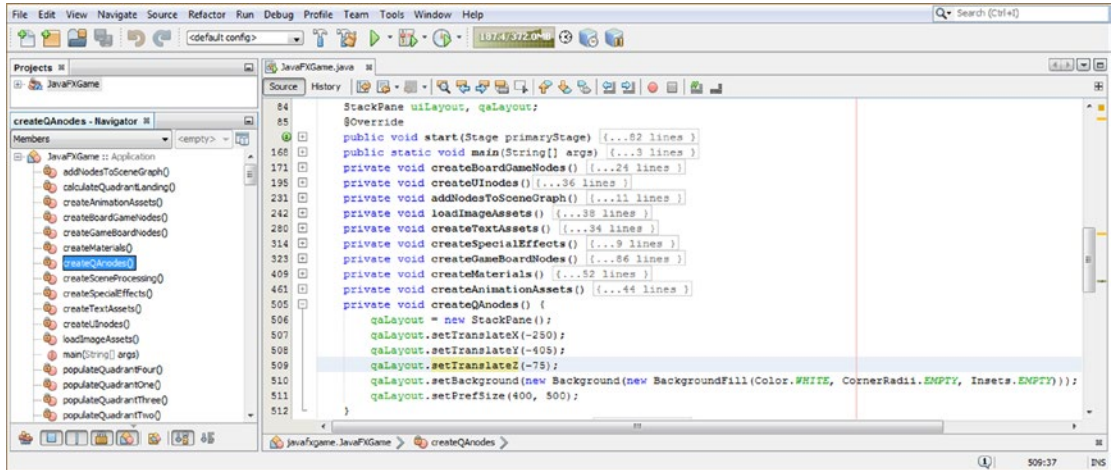 File Edit View Navigate Source Refactor Run Debug Profile Team Tools Window Help
Search (Ctrl+I)
<default config>
Projects
JavaFXGame
createQAnodes - Navigator
Members
<empty>
JavaFXGame :: Application
addNodesToSceneGraph()
calculateQuadrantLanding()
createAnimationAssets()
createBoardGameNodes()
createGameBoardNodes()
createMaterials()
createQAnodes()
createSceneProcessing()
createSpecialEffects()
createTextAssets()
createUInodes()
loadImageAssets()
main(String[] args)
populateQuadrantFour()
populateQuadrantOne()
populateQuadrantThree()
populateQuadrantTwo()
JavaFXGame.java
Source History
84 StackPane uiLayout, qaLayout;
85 @Override
public void start(Stage primaryStage) {...82 lines }
168 public static void main(String[] args) {...3 lines }
171 private void createBoardGameNodes() {...24 lines }
195 private void createUInodes() {...36 lines }
231 private void addNodesToSceneGraph() {...11 lines }
242 private void loadImageAssets() {...38 lines }
280 private void createTextAssets() {...34 lines }
314 private void createSpecialEffects() {...9 lines }
323 private void createGameBoardNodes() {...86 lines }
409 private void createMaterials() {...52 lines }
461 private void createAnimationAssets() {...44 lines }
505 private void createQAnodes() {
506 qaLayout = new StackPane();
507 qaLayout.setTranslateX(-250);
508 qaLayout.setTranslateY(-405);
509 qaLayout.setTranslateZ(-75);
510 qaLayout.setBackground(new Background(new BackgroundFill(Color.WHITE, CornerRadii.EMPTY, Insets.EMPTY)));
511 qaLayout.setPrefSize(400, 500);
512 }
javafxgame.JavaFXGame
createQAnodes
509:37 INS